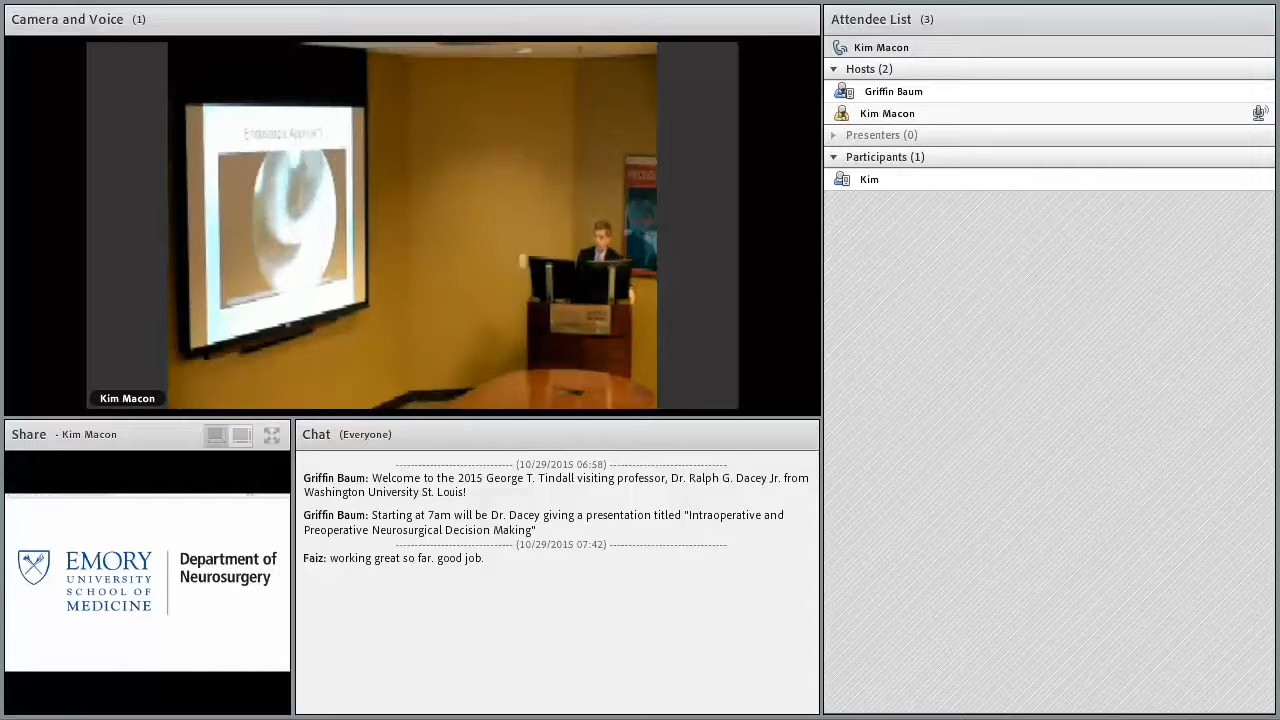 Camera and Voice (1)
Kim Macon
Attendee List (3)
Kim Macon
Hosts (2)
Griffin Baum
Kim Macon
Presenters (0)
Participants (1)
Kim
Share - Kim Macon
EMORY
UNIVERSITY
SCHOOL OF
MEDICINE
Department of
Neurosurgery
Chat (Everyone)
------------------------------- (10/29/2015 06:58) -------------------------------
Griffin Baum: Welcome to the 2015 George T. Tindall visiting professor, Dr. Ralph G. Dacey Jr. from
Washington University St. Louis!
Griffin Baum: Starting at 7am will be Dr. Dacey giving a presentation titled "Intraoperative and
Preoperative Neurosurgical Decision Making"
------------------------------- (10/29/2015 07:42) -------------------------------
Faiz: working great so far. good job.